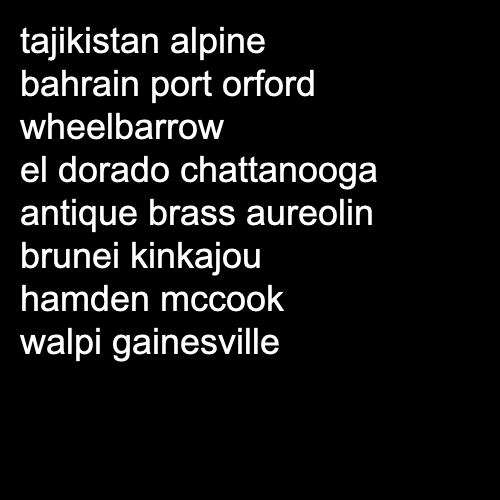 tajikistan alpine
bahrain port orford
wheelbarrow
el dorado chattanooga
antique brass aureolin
brunei kinkajou
hamden mccook
walpi gainesville